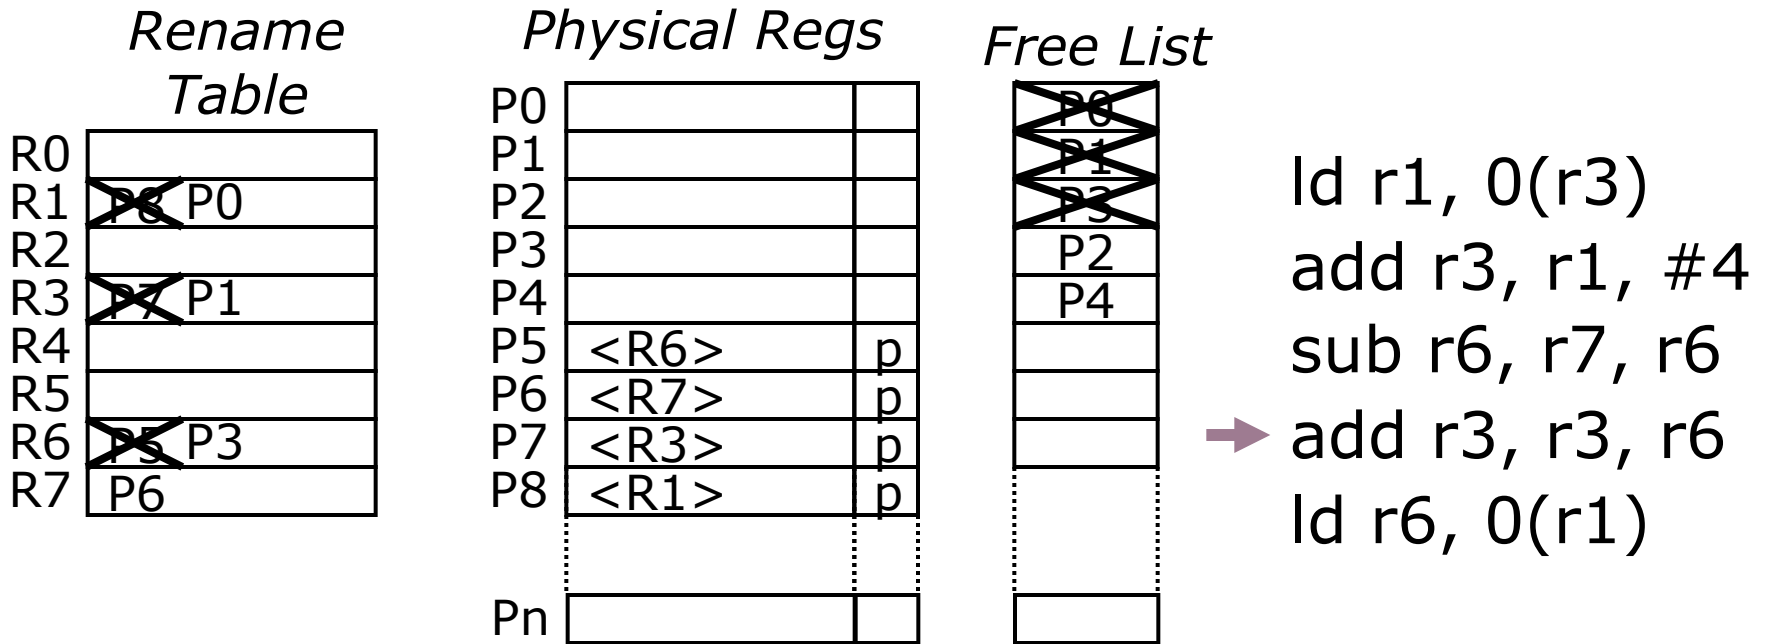 Rename
Table
R0
R1 P8 P0
R2
R3 P7 P1
R4
R5
R6 P5 P3
R7 P6
Physical Regs
P0
P1
P2
P3
P4
P5 <R6> p
P6 <R7> p
P7 <R3> p
P8 <R1> p
Pn
Free List
P0
P1
P3
P2
P4
ld r1, 0(r3)
add r3, r1, #4
sub r6, r7, r6
add r3, r3, r6
ld r6, 0(r1)